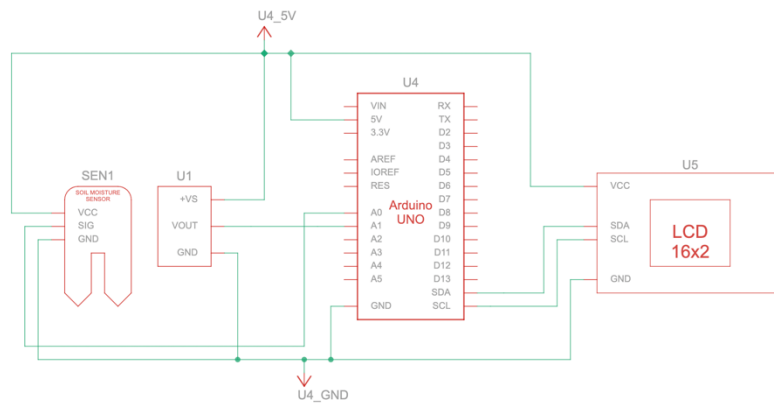 U4_5V
U4
VIN
5V
3.3V
AREF
IOREF
RES
A0
A1
A2
A3
A4
A5
GND
Arduino
UNO
RX
TX
D2
D3
D4
D5
D6
D7
D8
D9
D10
D11
D12
D13
SDA
SCL
SEN1
SOIL MOISTURE
SENSOR
VCC
SIG
GND
U1
+VS
VOUT
GND
U5
VCC
SDA
SCL
GND
LCD
16x2
U4_GND